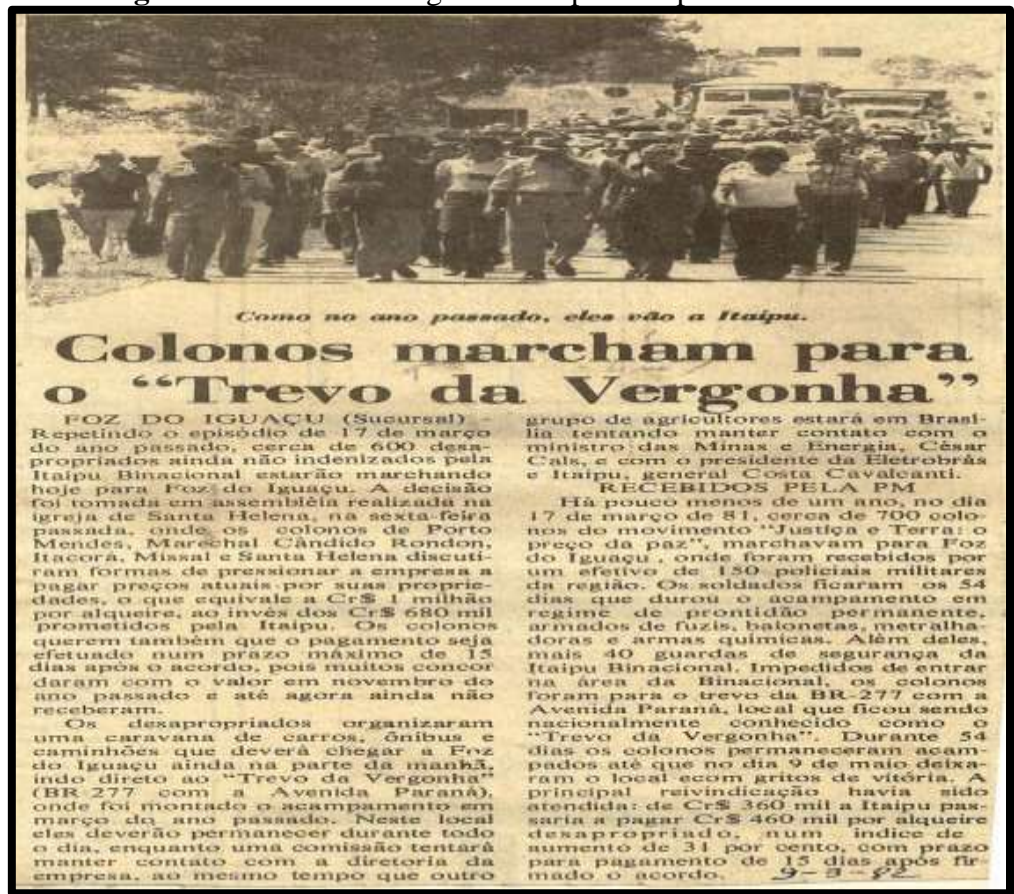 Como no ano passado, eles vão a Itaipu.
Colonos marcham para
o “Trevo da Vergonha”
FOZ DO IGUAÇU (Sucursal)
Repetindo o episódio de 17 de março
do ano passado, cerca de 600 desa-
propriados ainda não indenizados pela
Itaipu Binacional estarão marchando
hoje para Foz do Iguaçu. A decisão
foi tomada em assembléia realizada na
igreja de Santa Helena, na sexta-feira
passada, onde os colonos de Porto
Mendes, Marechal Cândido Rondon,
Itacorá, Missal e Santa Helena discuti-
ram formas de pressionar a empresa a
pagar preços atuais por suas proprie-
dades, o que equivale a Cr$ 1 milhão
por alqueire, ao invés dos Cr$ 680 mil
prometidos pela Itaipu. Os colonos
querem também que o pagamento seja
efetuado num prazo máximo de 15
dias após o acordo, pois muitos concor
daram com o valor em novembro do
ano passado e até agora ainda não
receberam.
Os desapropriados organizaram
uma caravana de carros, ônibus e
caminhões que deverá chegar a Foz
do Iguaçu ainda na parte da manhã,
indo direto ao “Trevo da Vergonha”
(BR-277 com a Avenida Paraná),
onde foi montado o acampamento em
março do ano passado. Neste local
eles deverão permanecer durante todo
o dia, enquanto uma comissão tentará
manter contato com a diretoria da
empresa, ao mesmo tempo que outro
grupo de agricultores estará em Brasí-
lia tentando manter contato com o
ministro das Minas e Energia, César
Cals, e com o presidente da Eletrobrás
e Itaipu, general Costa Cavalcanti.
RECEBIDOS PELA PM
Há pouco menos de um ano, no dia
17 de março de 81, cerca de 700 colo-
nos do movimento “Justiça e Terra: o
preço da paz”, marchavam para Foz
do Iguaçu, onde foram recebidos por
um efetivo de 150 policiais militares
da região. Os soldados ficaram os 54
dias que durou o acampamento em
regime de prontidão permanente,
armados de fuzis, baionetas, metralha-
doras e armas químicas. Além deles,
mais 40 guardas de segurança da
Itaipu Binacional. Impedidos de entrar
na área da Binacional, os colonos
foram para o trevo da BR-277 com a
Avenida Paraná, local que ficou sendo
nacionalmente conhecido como o
“Trevo da Vergonha”. Durante 54
dias os colonos permaneceram acam-
pados até que no dia 9 de maio deixa-
ram o local ecom gritos de vitória. A
principal reivindicação havia sido
atendida: de Cr$ 360 mil a Itaipu pas-
saria a pagar Cr$ 460 mil por alqueire
desapropriado, num índice de
aumento de 31 por cento, com prazo
para pagamento de 15 dias após fir-
mado o acordo. 9-3-82